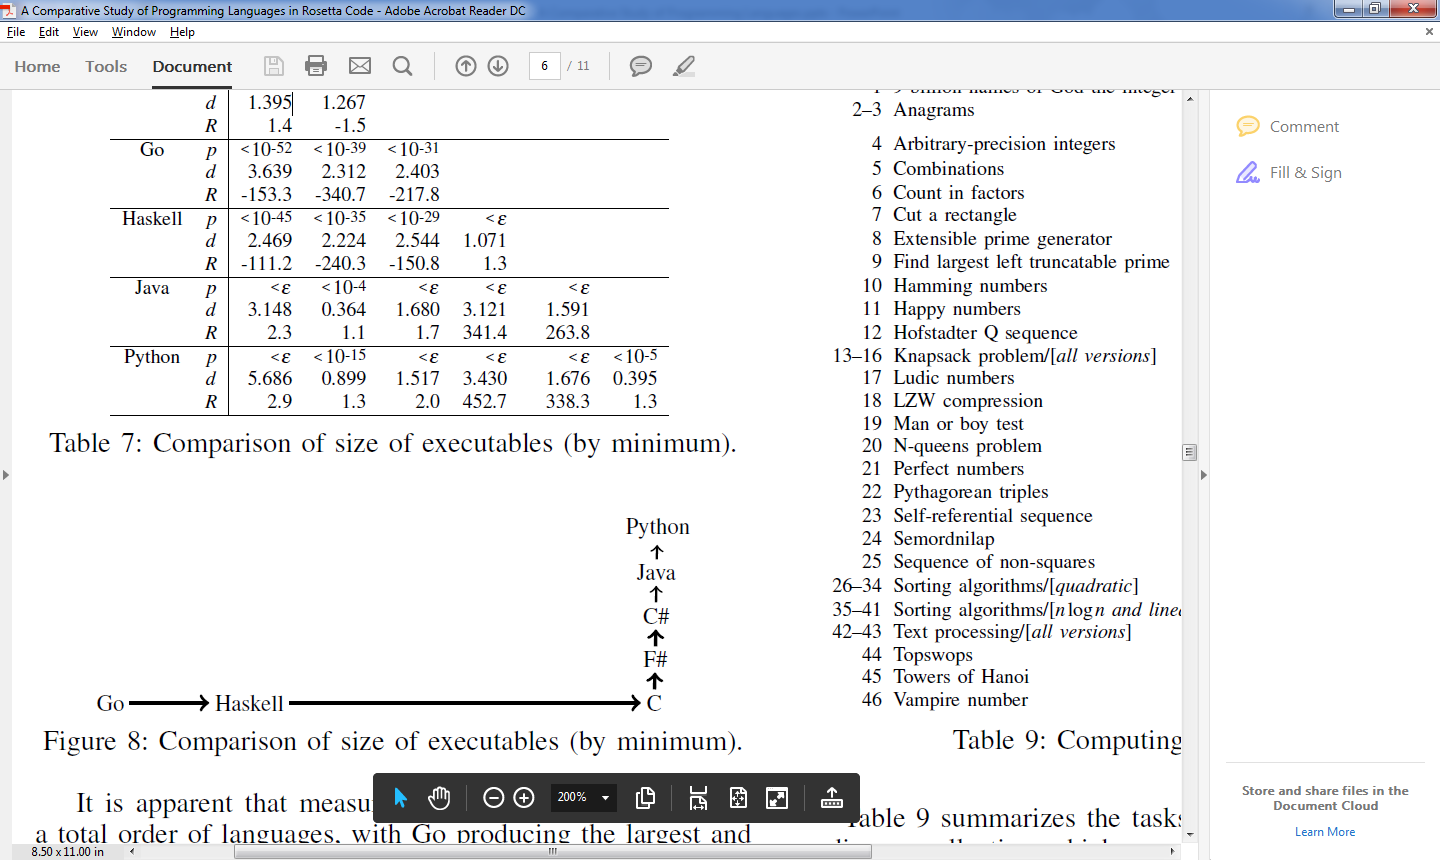 A Comparative Study of Programming Languages in Rosetta Code - Adobe Acrobat Reader DC
File Edit View Window Help
Home Tools Document 6 / 11
d 1.395 1.267
R 1.4 -1.5
Go p <10-52 <10-39 <10-31
d 3.639 2.312 2.403
R -153.3 -340.7 -217.8
Haskell p <10-45 <10-35 <10-29 <ε
d 2.469 2.224 2.544 1.071
R -111.2 -240.3 -150.8 1.3
Java p <ε <10-4 <ε <ε <ε
d 3.148 0.364 1.680 3.121 1.591
R 2.3 1.1 1.7 341.4 263.8
Python p <ε <10-15 <ε <ε <ε <10-5
d 5.686 0.899 1.517 3.430 1.676 0.395
R 2.9 1.3 2.0 452.7 338.3 1.3
Table 7: Comparison of size of executables (by minimum).
Python
Java
C#
F#
Go Haskell C
Figure 8: Comparison of size of executables (by minimum).
It is apparent that measu
a total order of languages, with Go producing the largest and
1 9 billion names of God the integer
2–3 Anagrams
4 Arbitrary-precision integers
5 Combinations
6 Count in factors
7 Cut a rectangle
8 Extensible prime generator
9 Find largest left truncatable prime
10 Hamming numbers
11 Happy numbers
12 Hofstadter Q sequence
13–16 Knapsack problem/[all versions]
17 Ludic numbers
18 LZW compression
19 Man or boy test
20 N-queens problem
21 Perfect numbers
22 Pythagorean triples
23 Self-referential sequence
24 Semordnilap
25 Sequence of non-squares
26–34 Sorting algorithms/[quadratic]
35–41 Sorting algorithms/[n log n and line
42–43 Text processing/[all versions]
44 Topswops
45 Towers of Hanoi
46 Vampire number
Table 9: Computing
Table 9 summarizes the tasks
Comment
Fill & Sign
Store and share files in the
Document Cloud
Learn More
200%
8.50 x 11.00 in